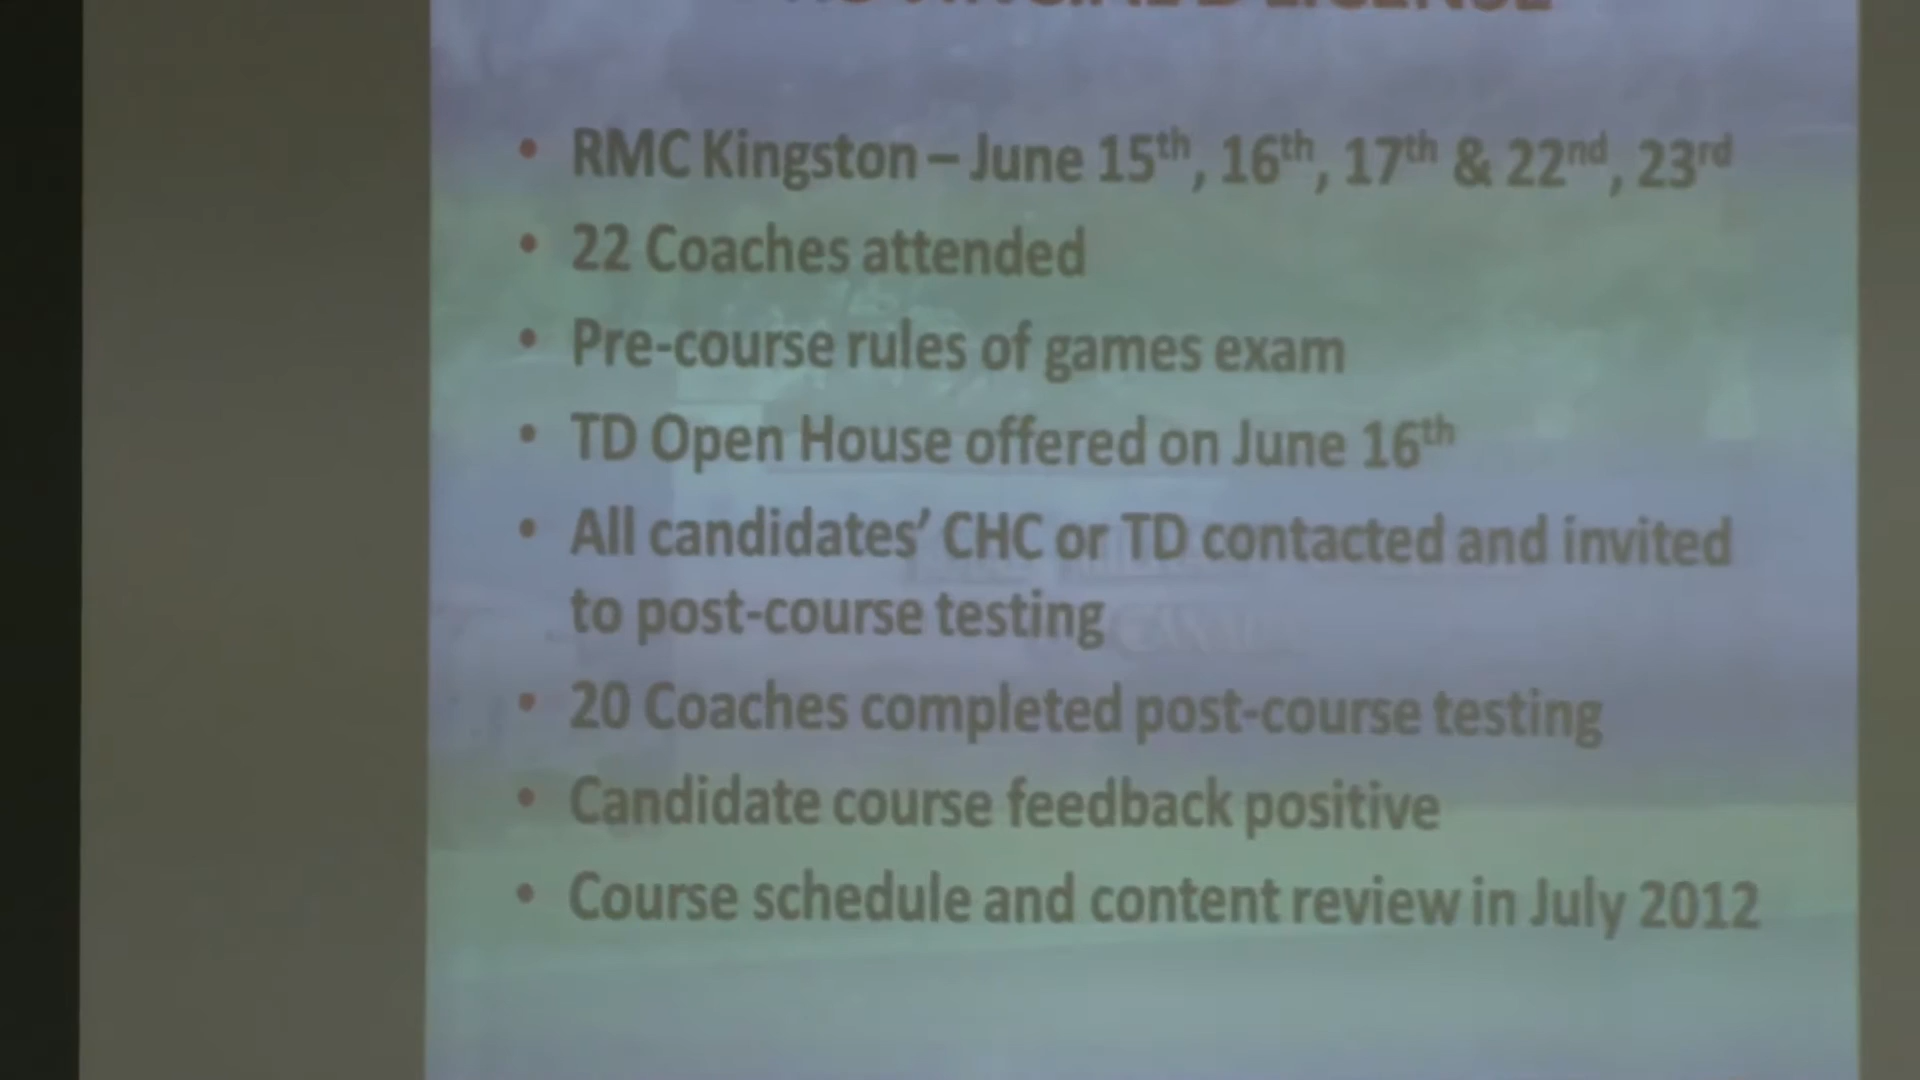 LICENSE
• RMC Kingston – June 15th, 16th, 17th & 22nd, 23rd
• 22 Coaches attended
• Pre-course rules of games exam
• TD Open House offered on June 16th
• All candidates’ CHC or TD contacted and invited
to post-course testing
• 20 Coaches completed post-course testing
• Candidate course feedback positive
• Course schedule and content review in July 2012